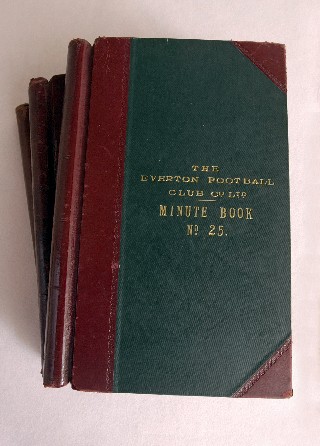 THE
EVERTON FOOTBALL
CLUB Cº Lᵀᴰ
MINUTE BOOK
Nº 25.